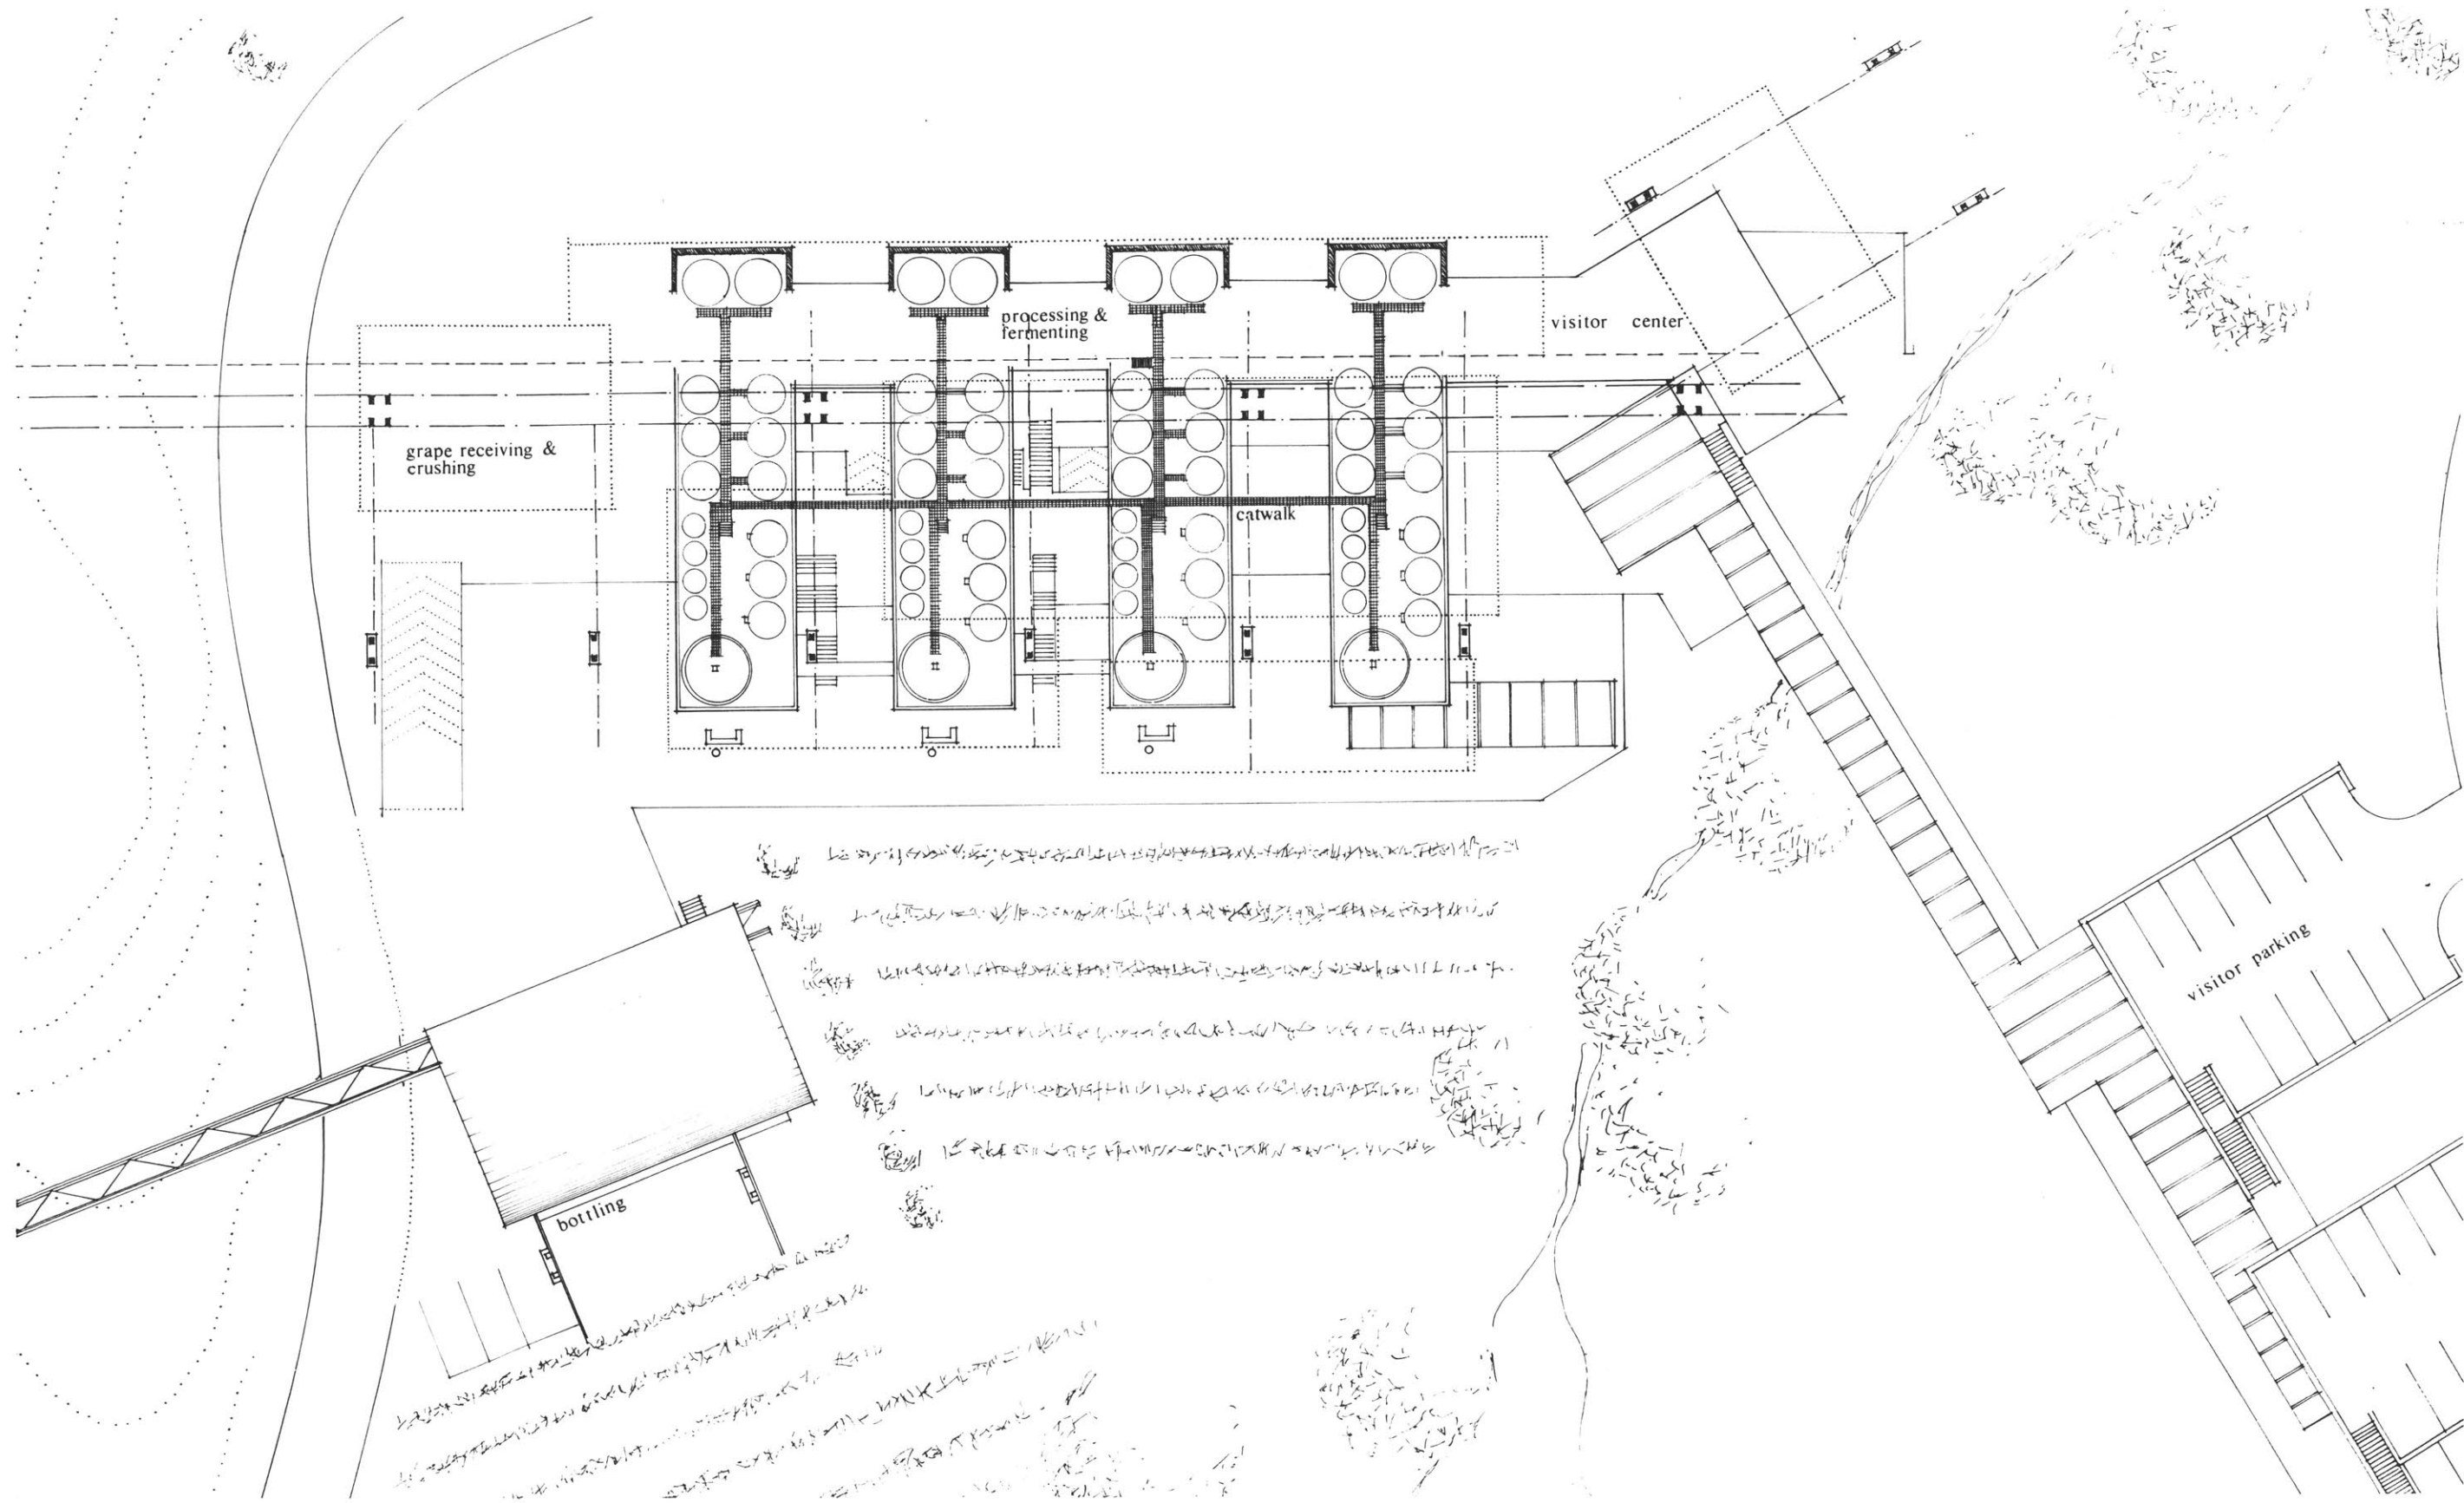 processing &
fermenting
visitor center
grape receiving &
crushing
catwalk
visitor parking
bottling